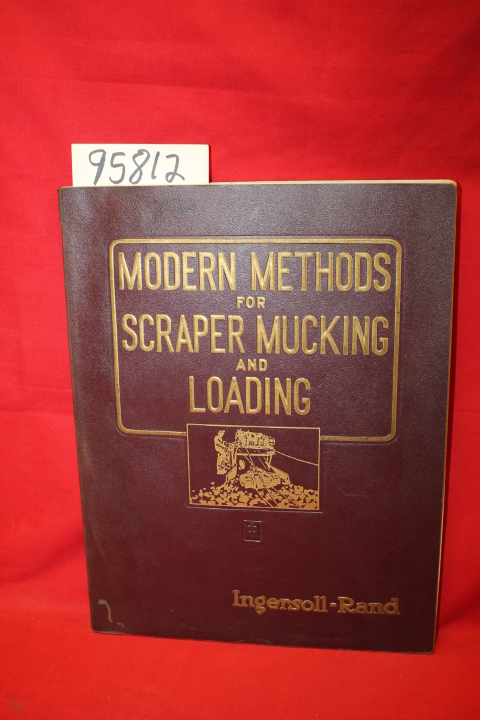 95812
MODERN METHODS
FOR
SCRAPER MUCKING
AND
LOADING
Ingersoll-Rand